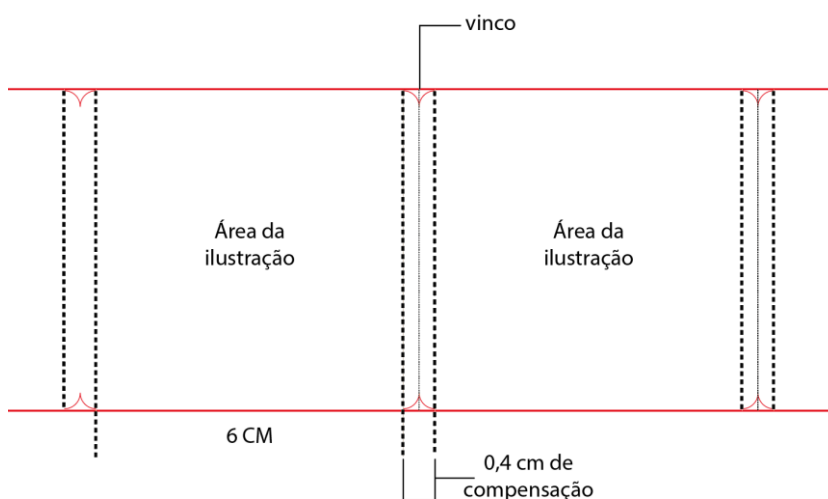 vinco
Área da
ilustração
Área da
ilustração
6 CM
0,4 cm de
compensação